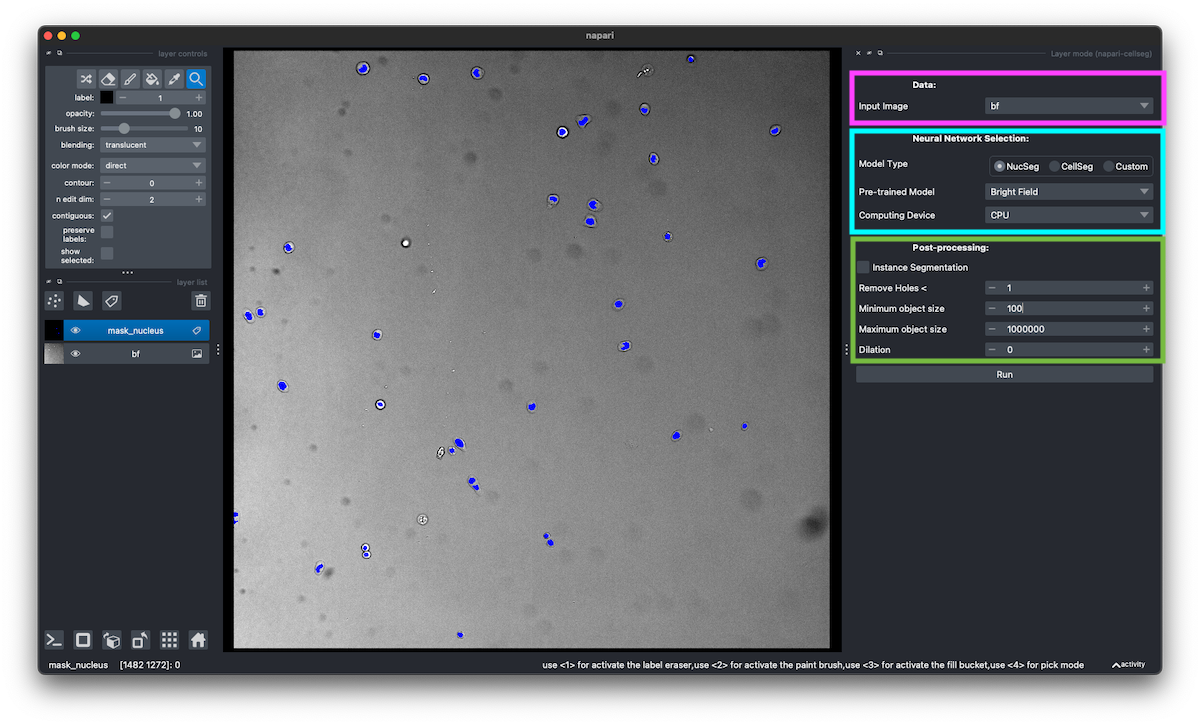 napari
layer controls
label: 1
opacity: 1.00
brush size: 10
blending: translucent
color mode: direct
contour: 0
n edit dim: 2
contiguous:
preserve
labels:
show
selected:
layer list
mask_nucleus
bf
Layer mode (napari-cellseg)
Data:
Input Image bf
Neural Network Selection:
Model Type NucSeg CellSeg Custom
Pre-trained Model Bright Field
Computing Device CPU
Post-processing:
Instance Segmentation
Remove Holes < 1
Minimum object size 100
Maximum object size 1000000
Dilation 0
Run
mask_nucleus [1482 1272]: 0
use <1> for activate the label eraser,use <2> for activate the paint brush,use <3> for activate the fill bucket,use <4> for pick mode
activity